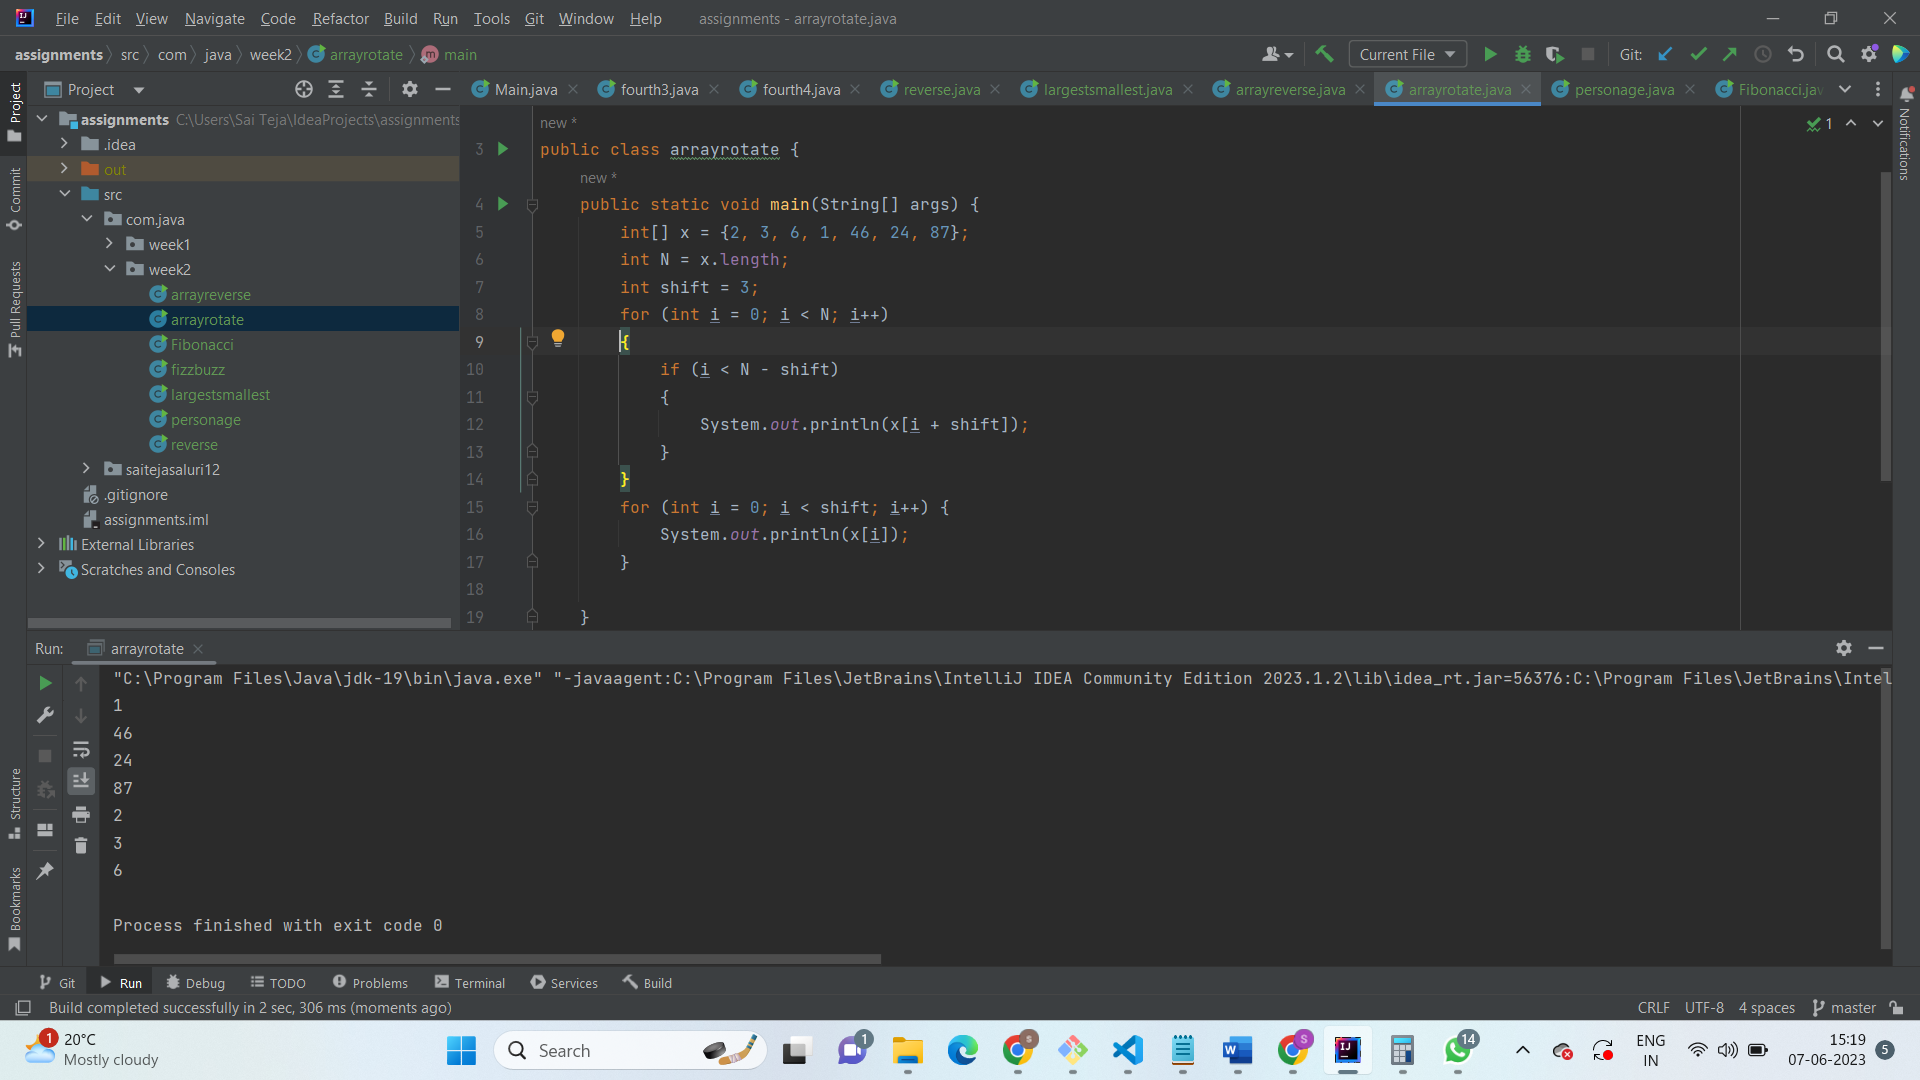 File Edit View Navigate Code Refactor Build Run Tools Git Window Help assignments - arrayrotate.java
assignments src com java week2 arrayrotate main Current File Git:
Project
Main.java fourth3.java fourth4.java reverse.java largestsmallest.java arrayreverse.java arrayrotate.java personage.java Fibonacci.jav
assignments C:\Users\Sai Teja\IdeaProjects\assignments
.idea
out
src
com.java
week1
week2
arrayreverse
arrayrotate
Fibonacci
fizzbuzz
largestsmallest
personage
reverse
saitejasaluri12
.gitignore
assignments.iml
External Libraries
Scratches and Consoles
Project
Commit
Pull Requests
Structure
Bookmarks
Notifications
1
new *
3 public class arrayrotate {
new *
4 public static void main(String[] args) {
5 int[] x = {2, 3, 6, 1, 46, 24, 87};
6 int N = x.length;
7 int shift = 3;
8 for (int i = 0; i < N; i++)
9 {
10 if (i < N - shift)
11 {
12 System.out.println(x[i + shift]);
13 }
14 }
15 for (int i = 0; i < shift; i++) {
16 System.out.println(x[i]);
17 }
18
19 }
Run: arrayrotate
"C:\Program Files\Java\jdk-19\bin\java.exe" "-javaagent:C:\Program Files\JetBrains\IntelliJ IDEA Community Edition 2023.1.2\lib\idea_rt.jar=56376:C:\Program Files\JetBrains\Intel
1
46
24
87
2
3
6
Process finished with exit code 0
Git Run Debug TODO Problems Terminal Services Build
Build completed successfully in 2 sec, 306 ms (moments ago) CRLF UTF-8 4 spaces master
1 20°C
Mostly cloudy
Search
1
S
S
14
ENG
IN
15:19
07-06-2023
5